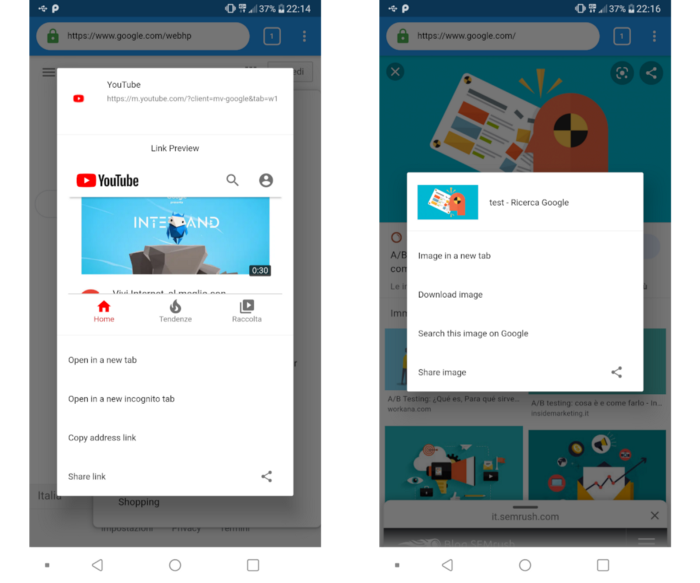 37% 22:14
https://www.google.com/webhp
1
YouTube
https://m.youtube.com/?client=mv-google&tab=w1
Link Preview
YouTube
INTERLAND
0:30
Vivi Internet, al meglio con
Home
Tendenze
Raccolta
Open in a new tab
Open in a new incognito tab
Copy address link
Share link
Italia
Shopping
Impostazioni Privacy Termini
37% 22:16
https://www.google.com/
1
test - Ricerca Google
A/B
com
Image in a new tab
Download image
Search this image on Google
Share image
Le in
Imm
A/B Testing: ¿Qué es, Para que sirve...
workana.com
A/B testing: cosa è e come farlo - In...
insidemarketing.it
it.semrush.com
Blog SEMrush